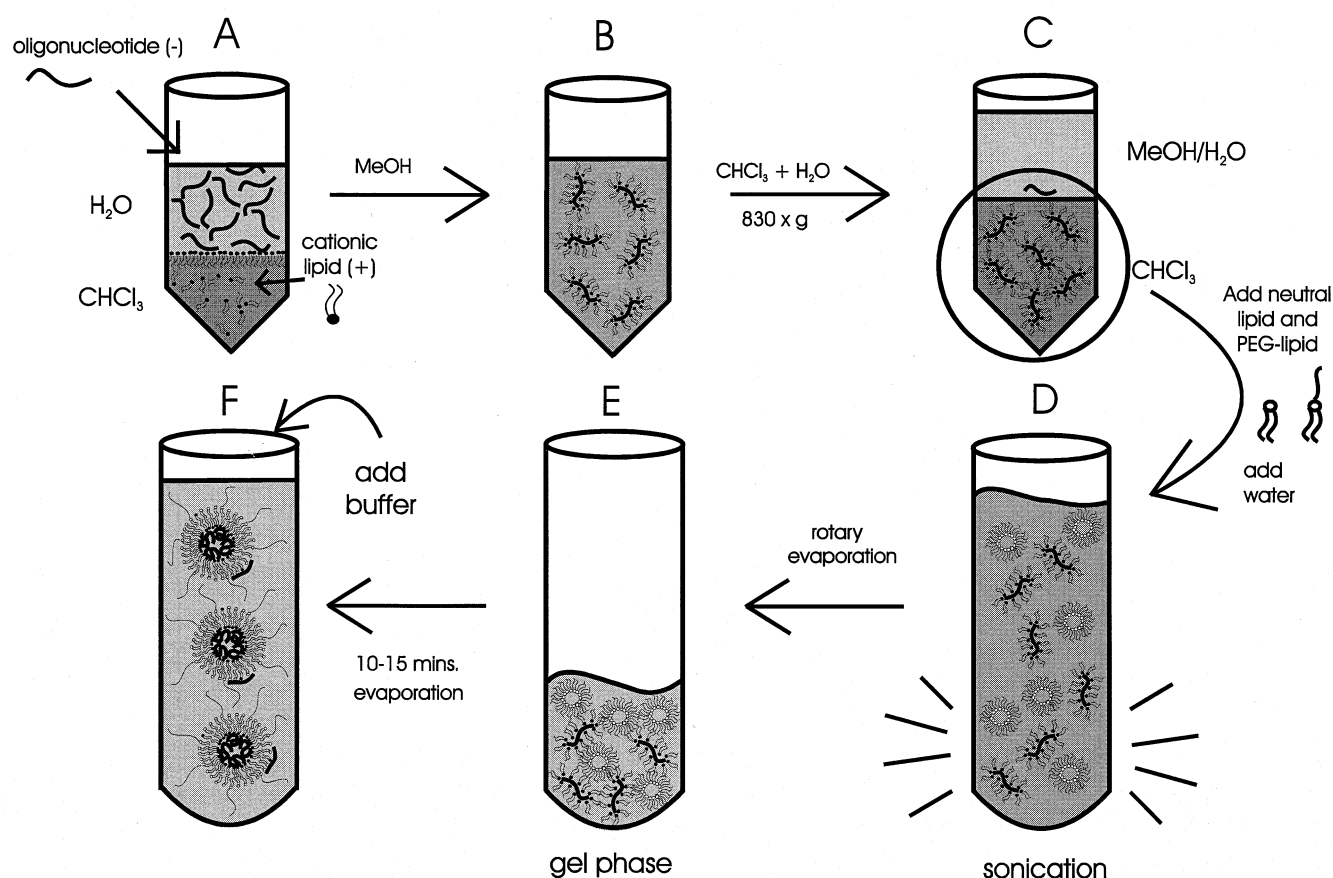 A
B
C
oligonucleotide (-)
MeOH
CHCl₃ + H₂O
830 x g
MeOH/H₂O
H₂O
cationic
lipid (+)
CHCl₃
CHCl₃
Add neutral
lipid and
PEG-lipid
add
water
F
E
D
add
buffer
rotary
evaporation
10-15 mins.
evaporation
gel phase
sonication